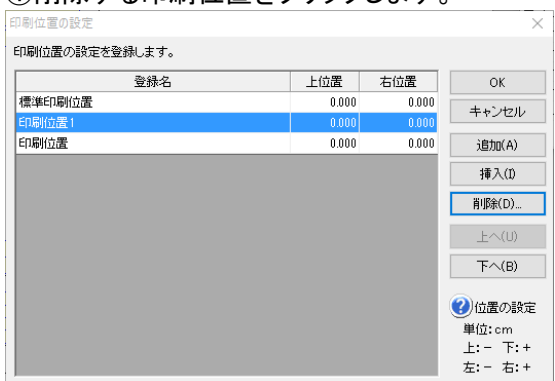 ①削除する印刷位置をクリックします。
印刷位置の設定
印刷位置の設定を登録します。
登録名 上位置 右位置
標準印刷位置 0.000 0.000
印刷位置1 0.000 0.000
印刷位置 0.000 0.000
OK
キャンセル
追加(A)
挿入(I)
削除(D)...
上へ(U)
下へ(B)
位置の設定
単位:cm
上:- 下:+
左:- 右:+